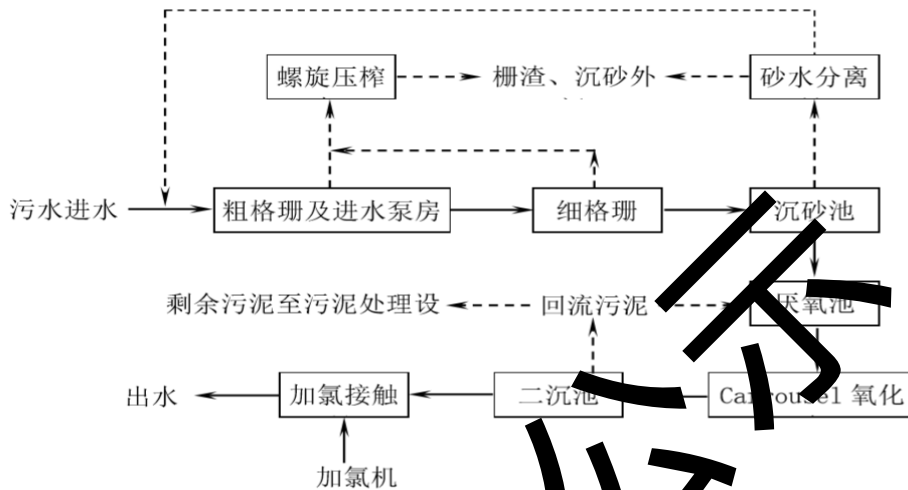 螺旋压榨 栅渣、沉砂外 砂水分离
污水进水 粗格珊及进水泵房 细格珊 沉砂池
剩余污泥至污泥处理设 回流污泥 厌氧池
出水 加氯接触 二沉池 Carrousel 氧化
加氯机